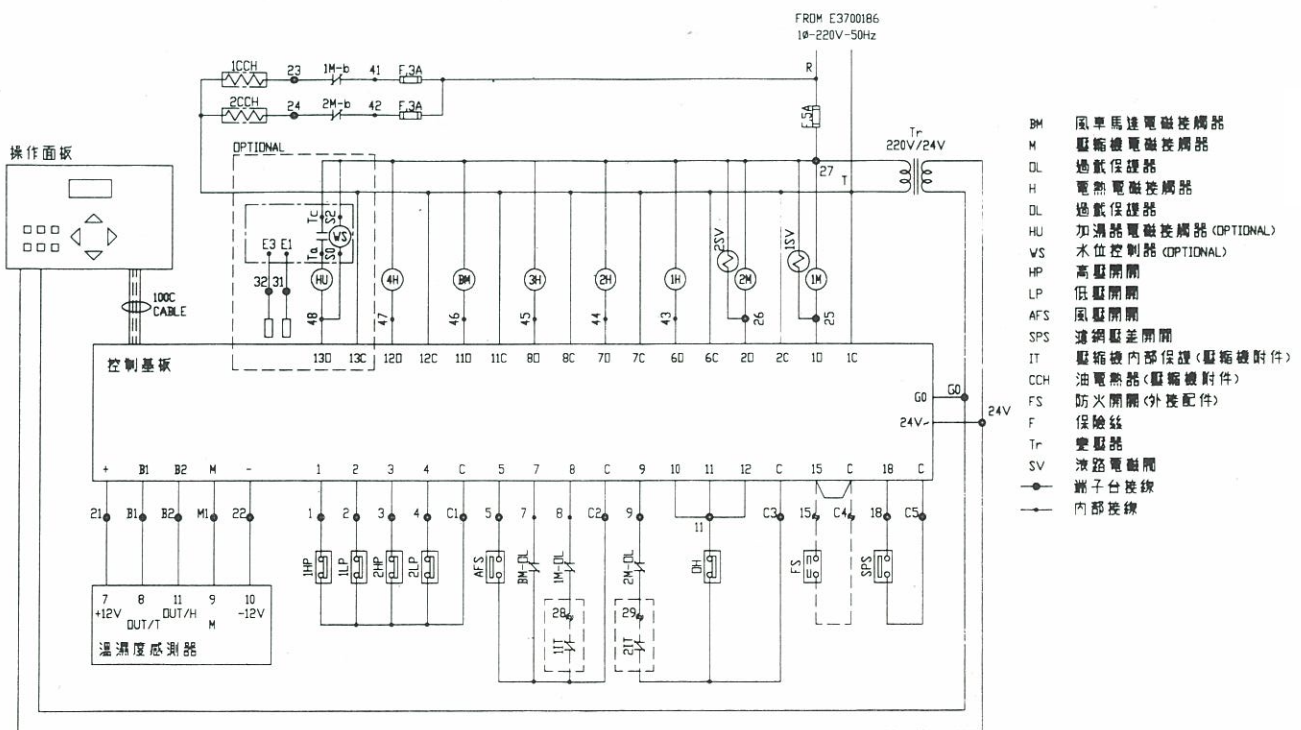 FROM E3700186
1ø-220V-50Hz
R
1CCH 23 1M-b 41 F.3A
2CCH 24 2M-b 42 F.3A
F.5A
Tr
220V/24V
27
T
操作面板
100C
CABLE
OPTIONAL
Tc S2
WS
Ta S0
E3 E1
32 31
HU 4H BM 3H 2H 1H 2SV 2M 1SV 1M
48 47 46 45 44 43 26 25
13O 13C 12O 12C 11O 11C 8O 8C 7O 7C 6O 6C 2O 2C 1O 1C
控制基板
G0 G0
24V~ 24V
+ B1 B2 M - 1 2 3 4 C 5 7 8 C 9 10 11 12 C 15 C 18 C
21 B1 B2 M1 22 1 2 3 4 C1 5 7 8 C2 9 11 C3 15 C4 18 C5
1HP 1LP 2HP 2LP AFS BM-OL 1M-OL 2M-OL OH FS SPS
28 29
1IT 2IT
7 8 11 9 10
+12V OUT/T OUT/H M -12V
溫濕度感測器
BM 風車馬達電磁接觸器
M 壓縮機電磁接觸器
OL 過載保護器
H 電熱電磁接觸器
OL 過載保護器
HU 加濕器電磁接觸器(OPTIONAL)
WS 水位控制器(OPTIONAL)
HP 高壓開關
LP 低壓開關
AFS 風壓開關
SPS 濾網壓差開關
IT 壓縮機內部保護(壓縮機附件)
CCH 油電熱器(壓縮機附件)
FS 防火開關(外接配件)
F 保險絲
Tr 變壓器
SV 液路電磁閥
端子台接線
內部接線